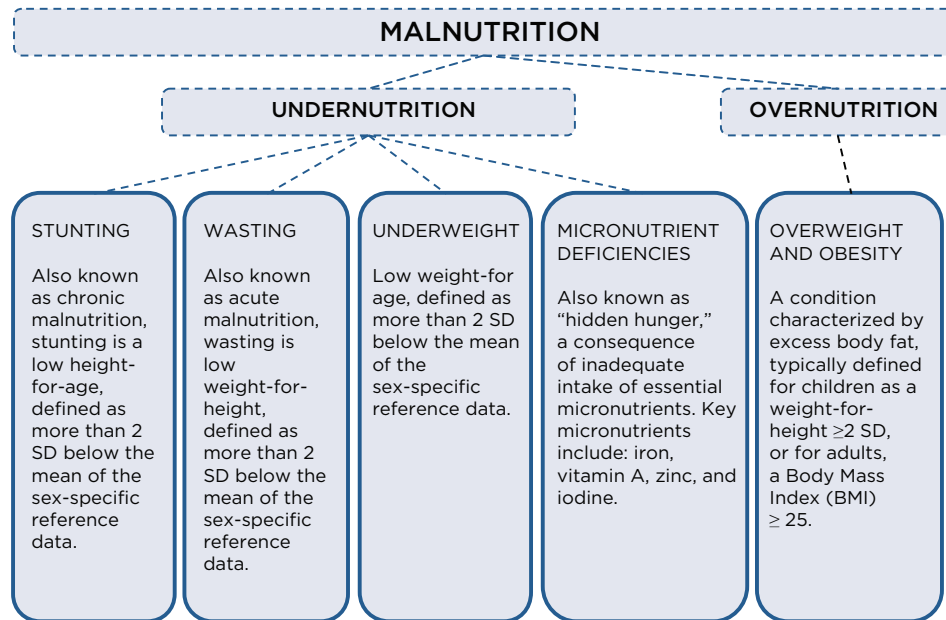 MALNUTRITION
UNDERNUTRITION
OVERNUTRITION
STUNTING
Also known
as chronic
malnutrition,
stunting is a
low height-
for-age,
defined as
more than 2
SD below the
mean of the
sex-specific
reference
data.
WASTING
Also known
as acute
malnutrition,
wasting is
low
weight-for-
height,
defined as
more than 2
SD below the
mean of the
sex-specific
reference
data.
UNDERWEIGHT
Low weight-for
age, defined as
more than 2 SD
below the mean
of the
sex-specific
reference data.
MICRONUTRIENT
DEFICIENCIES
Also known as
“hidden hunger,”
a consequence
of inadequate
intake of essential
micronutrients. Key
micronutrients
include: iron,
vitamin A, zinc, and
iodine.
OVERWEIGHT
AND OBESITY
A condition
characterized by
excess body fat,
typically defined
for children as a
weight-for-
height ≥2 SD,
or for adults,
a Body Mass
Index (BMI)
≥ 25.